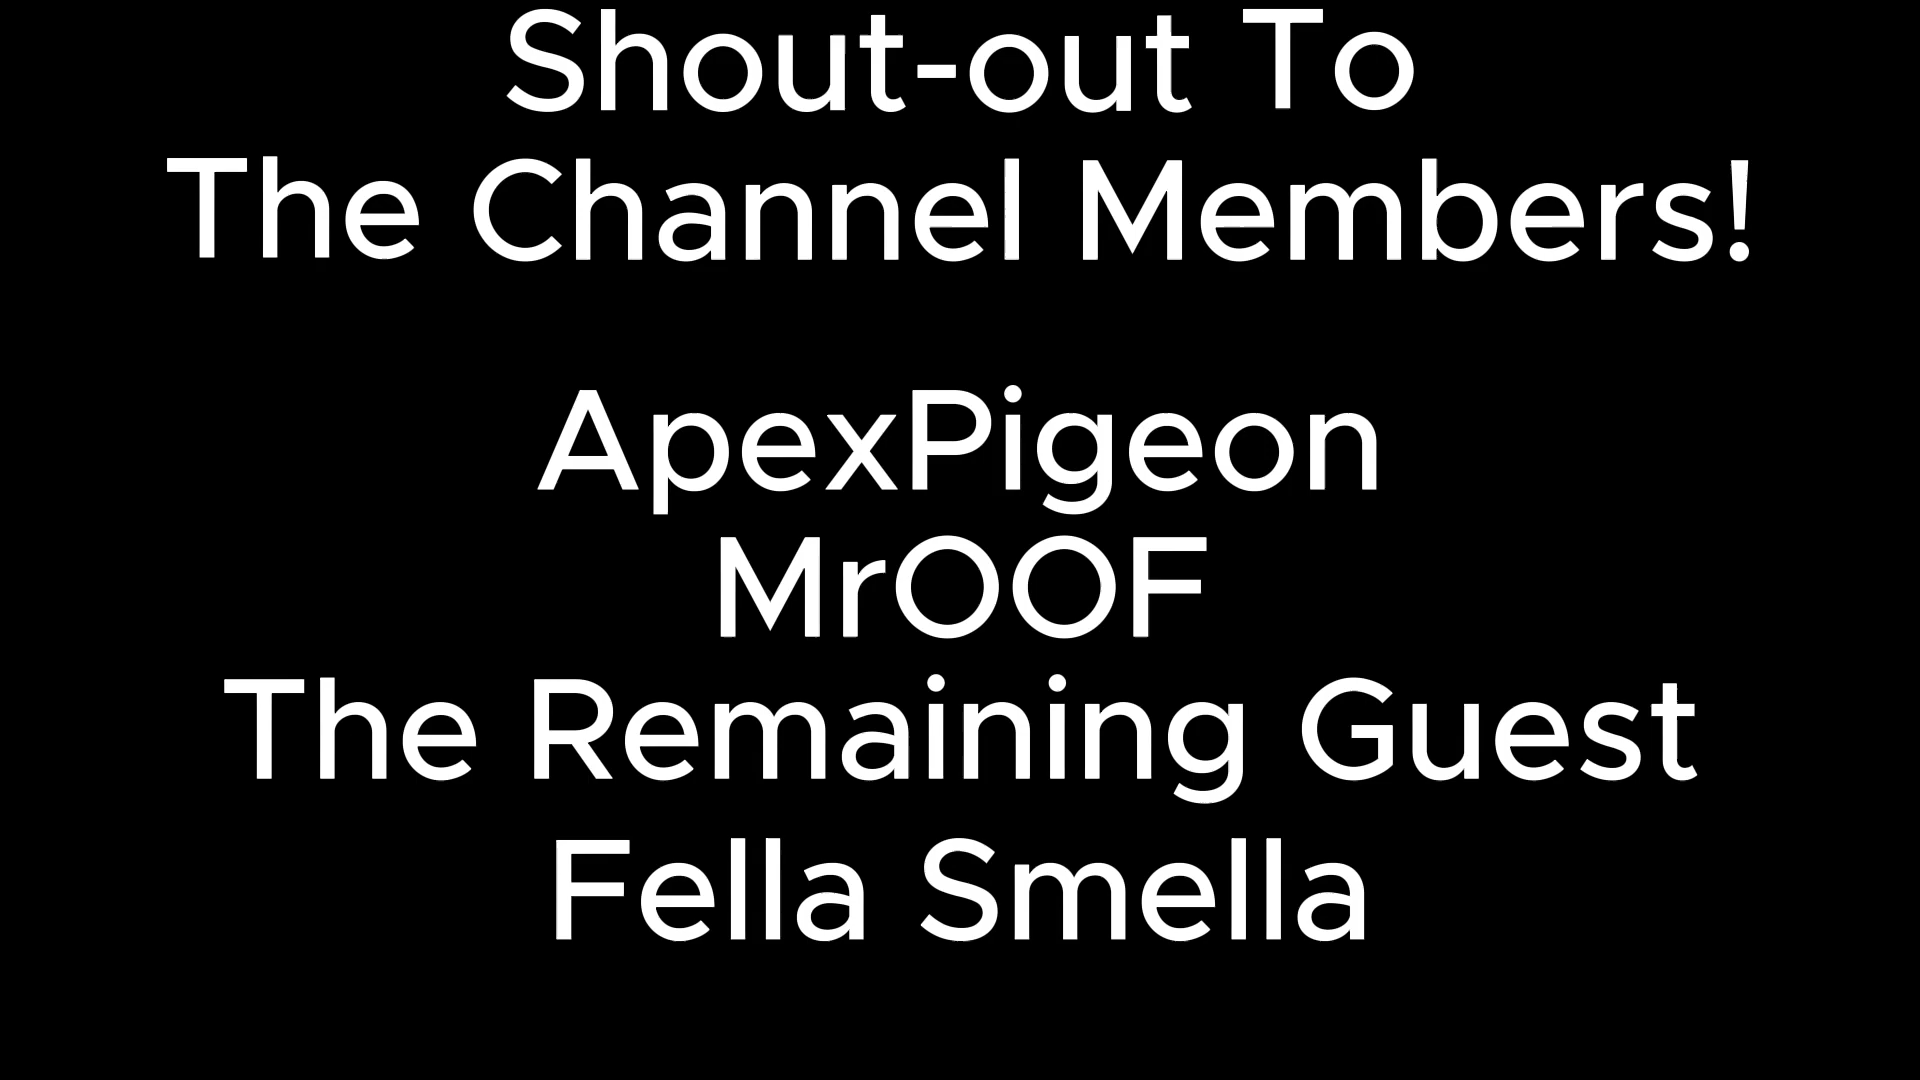 Shout-out To
The Channel Members!
ApexPigeon
MrOOF
The Remaining Guest
Fella Smella